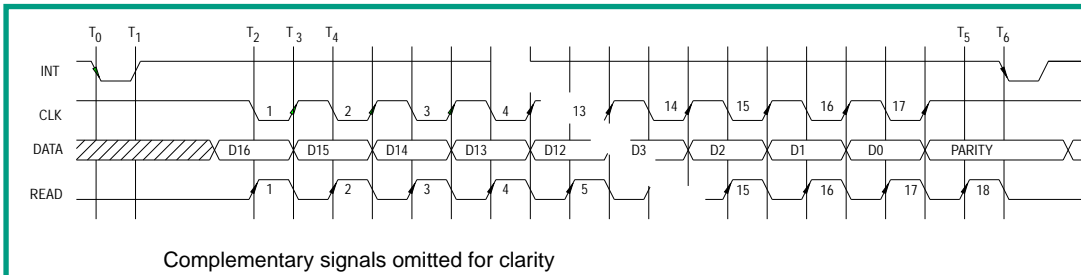 T0 T1 T2 T3 T4 T5 T6
INT
CLK 1 2 3 4 13 14 15 16 17
DATA D16 D15 D14 D13 D12 D3 D2 D1 D0 PARITY
READ 1 2 3 4 5 15 16 17 18
Complementary signals omitted for clarity